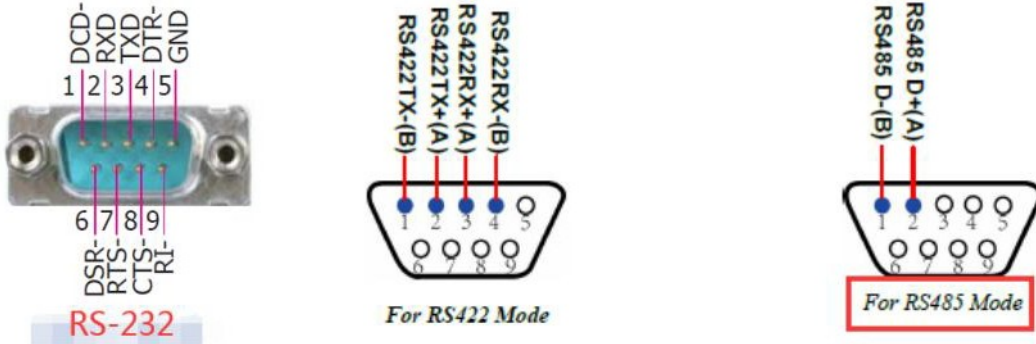 DCD-
RXD
TXD
DTR-
GND
1 2 3 4 5
6 7 8 9
DSR-
RTS-
CTS-
RI-
RS-232
RS422TX-(B)
RS422TX+(A)
RS422RX+(A)
RS422RX-(B)
1 2 3 4 5
6 7 8 9
For RS422 Mode
RS485 D-(B)
RS485 D+(A)
1 2 3 4 5
6 7 8 9
For RS485 Mode